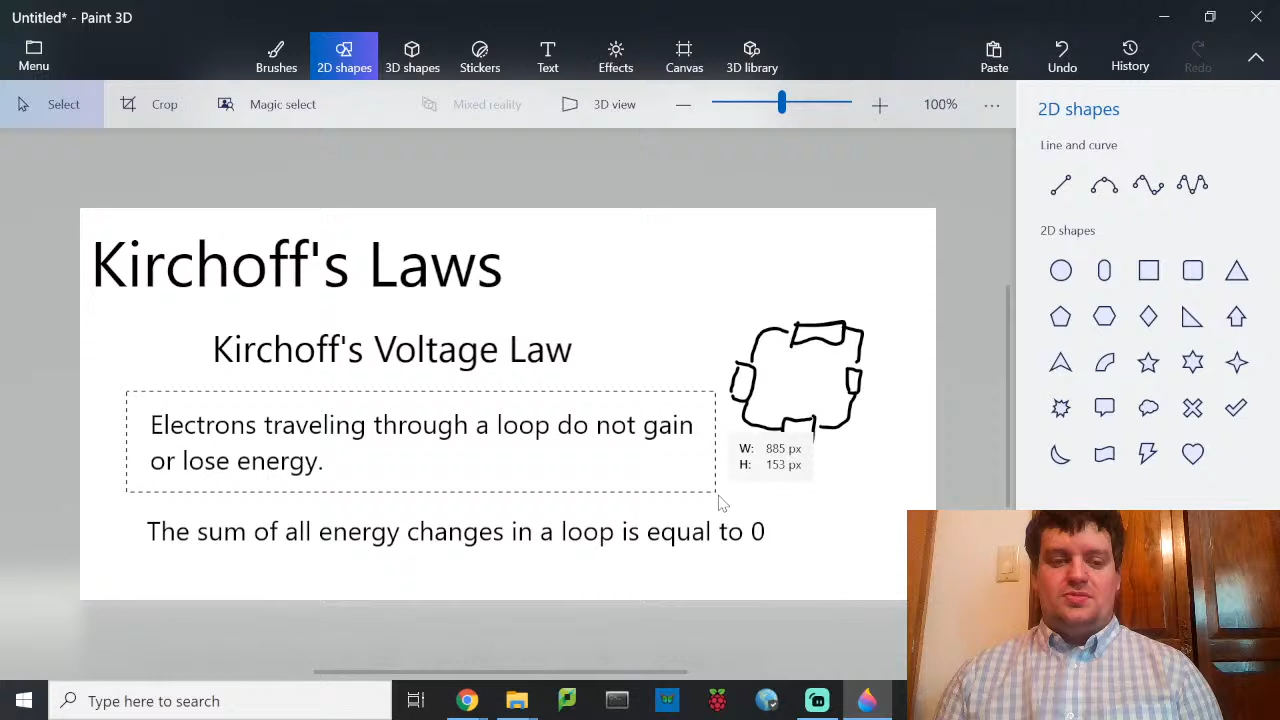 Untitled* - Paint 3D
Menu
Brushes
2D shapes
3D shapes
Stickers
Text
Effects
Canvas
3D library
Paste
Undo
History
Redo
Select
Crop
Magic select
Mixed reality
3D view
100%
2D shapes
Line and curve
2D shapes
Kirchoff's Laws
Kirchoff's Voltage Law
Electrons traveling through a loop do not gain
or lose energy.
W: 885 px
H: 153 px
The sum of all energy changes in a loop is equal to 0
Type here to search